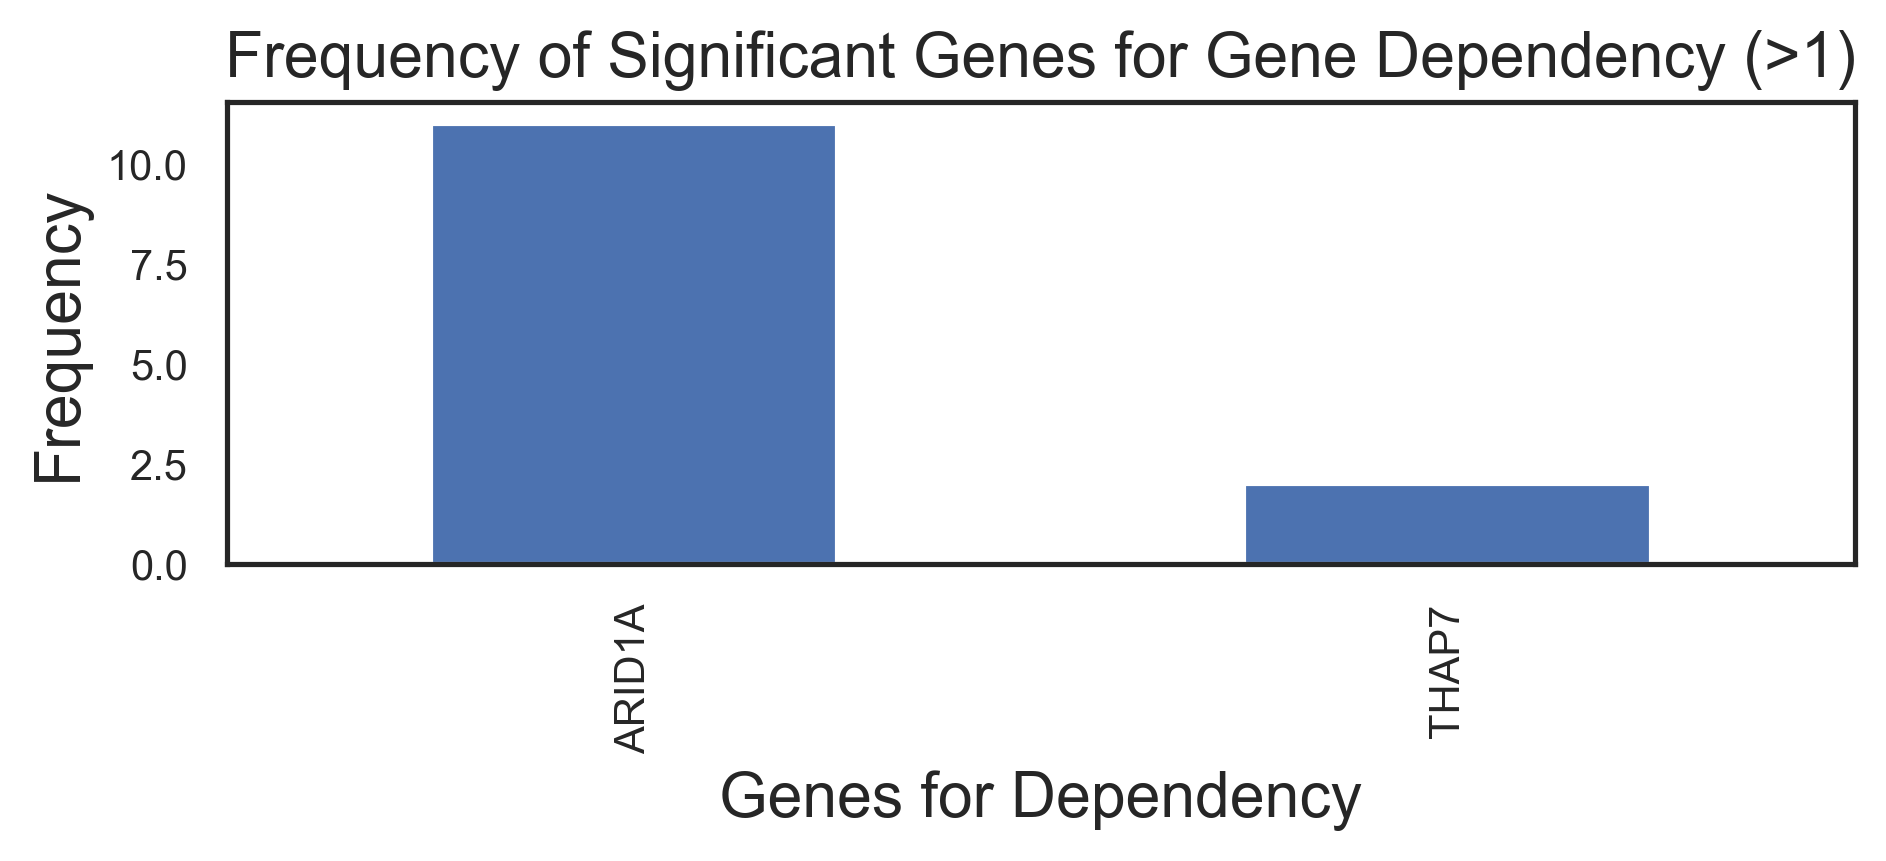 Frequency of Significant Genes for Gene Dependency (>1)
Frequency
10.0
7.5
5.0
2.5
0.0
ARID1A
THAP7
Genes for Dependency